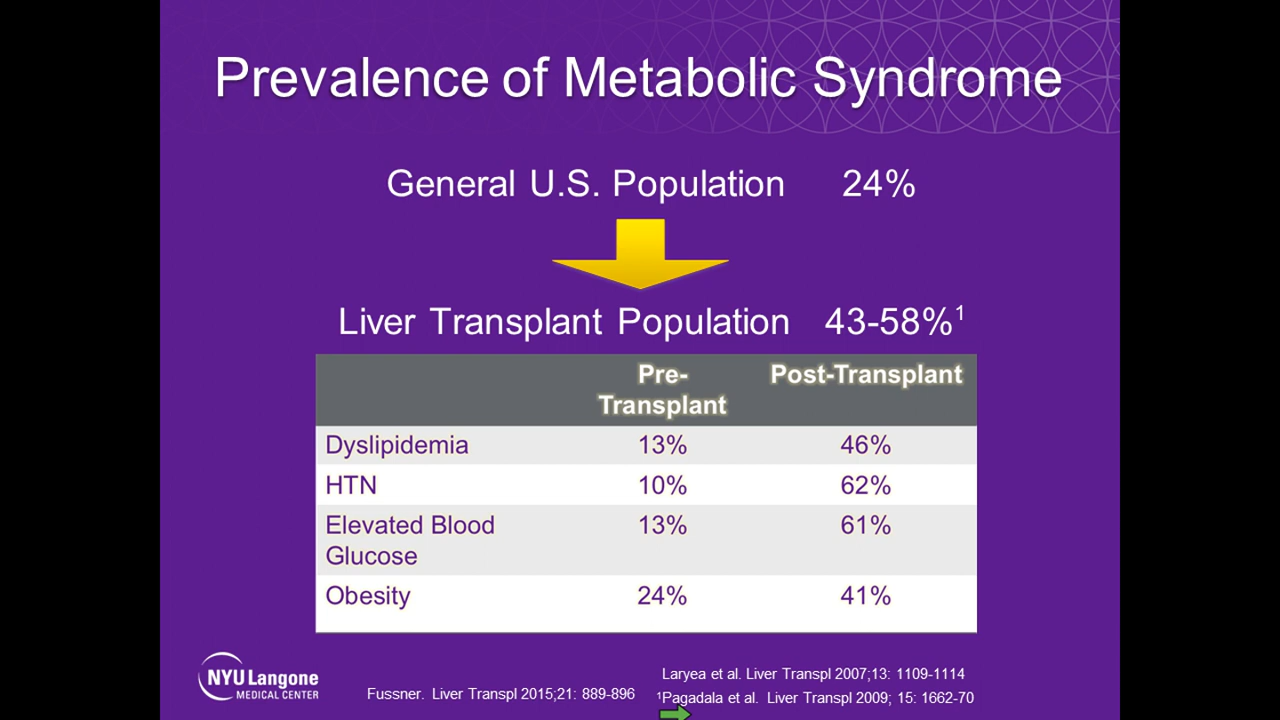 Prevalence of Metabolic Syndrome
General U.S. Population 24%
Liver Transplant Population 43-58%¹
Pre-
Transplant
Post-Transplant
Dyslipidemia 13% 46%
HTN 10% 62%
Elevated Blood 13% 61%
Glucose
Obesity 24% 41%
NYU Langone
MEDICAL CENTER
Fussner. Liver Transpl 2015;21: 889-896
Laryea et al. Liver Transpl 2007;13: 1109-1114
¹Pagadala et al. Liver Transpl 2009; 15: 1662-70